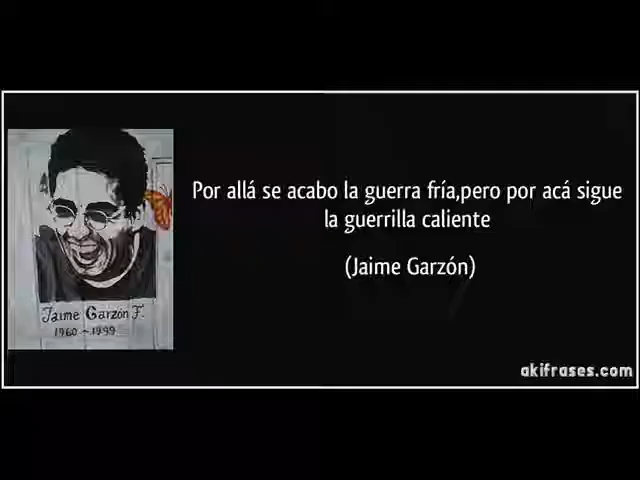 Por allá se acabo la guerra fría,pero por acá sigue
la guerrilla caliente
(Jaime Garzón)
Jaime Garzón F.
1960 ~ 1999
akifrases.com